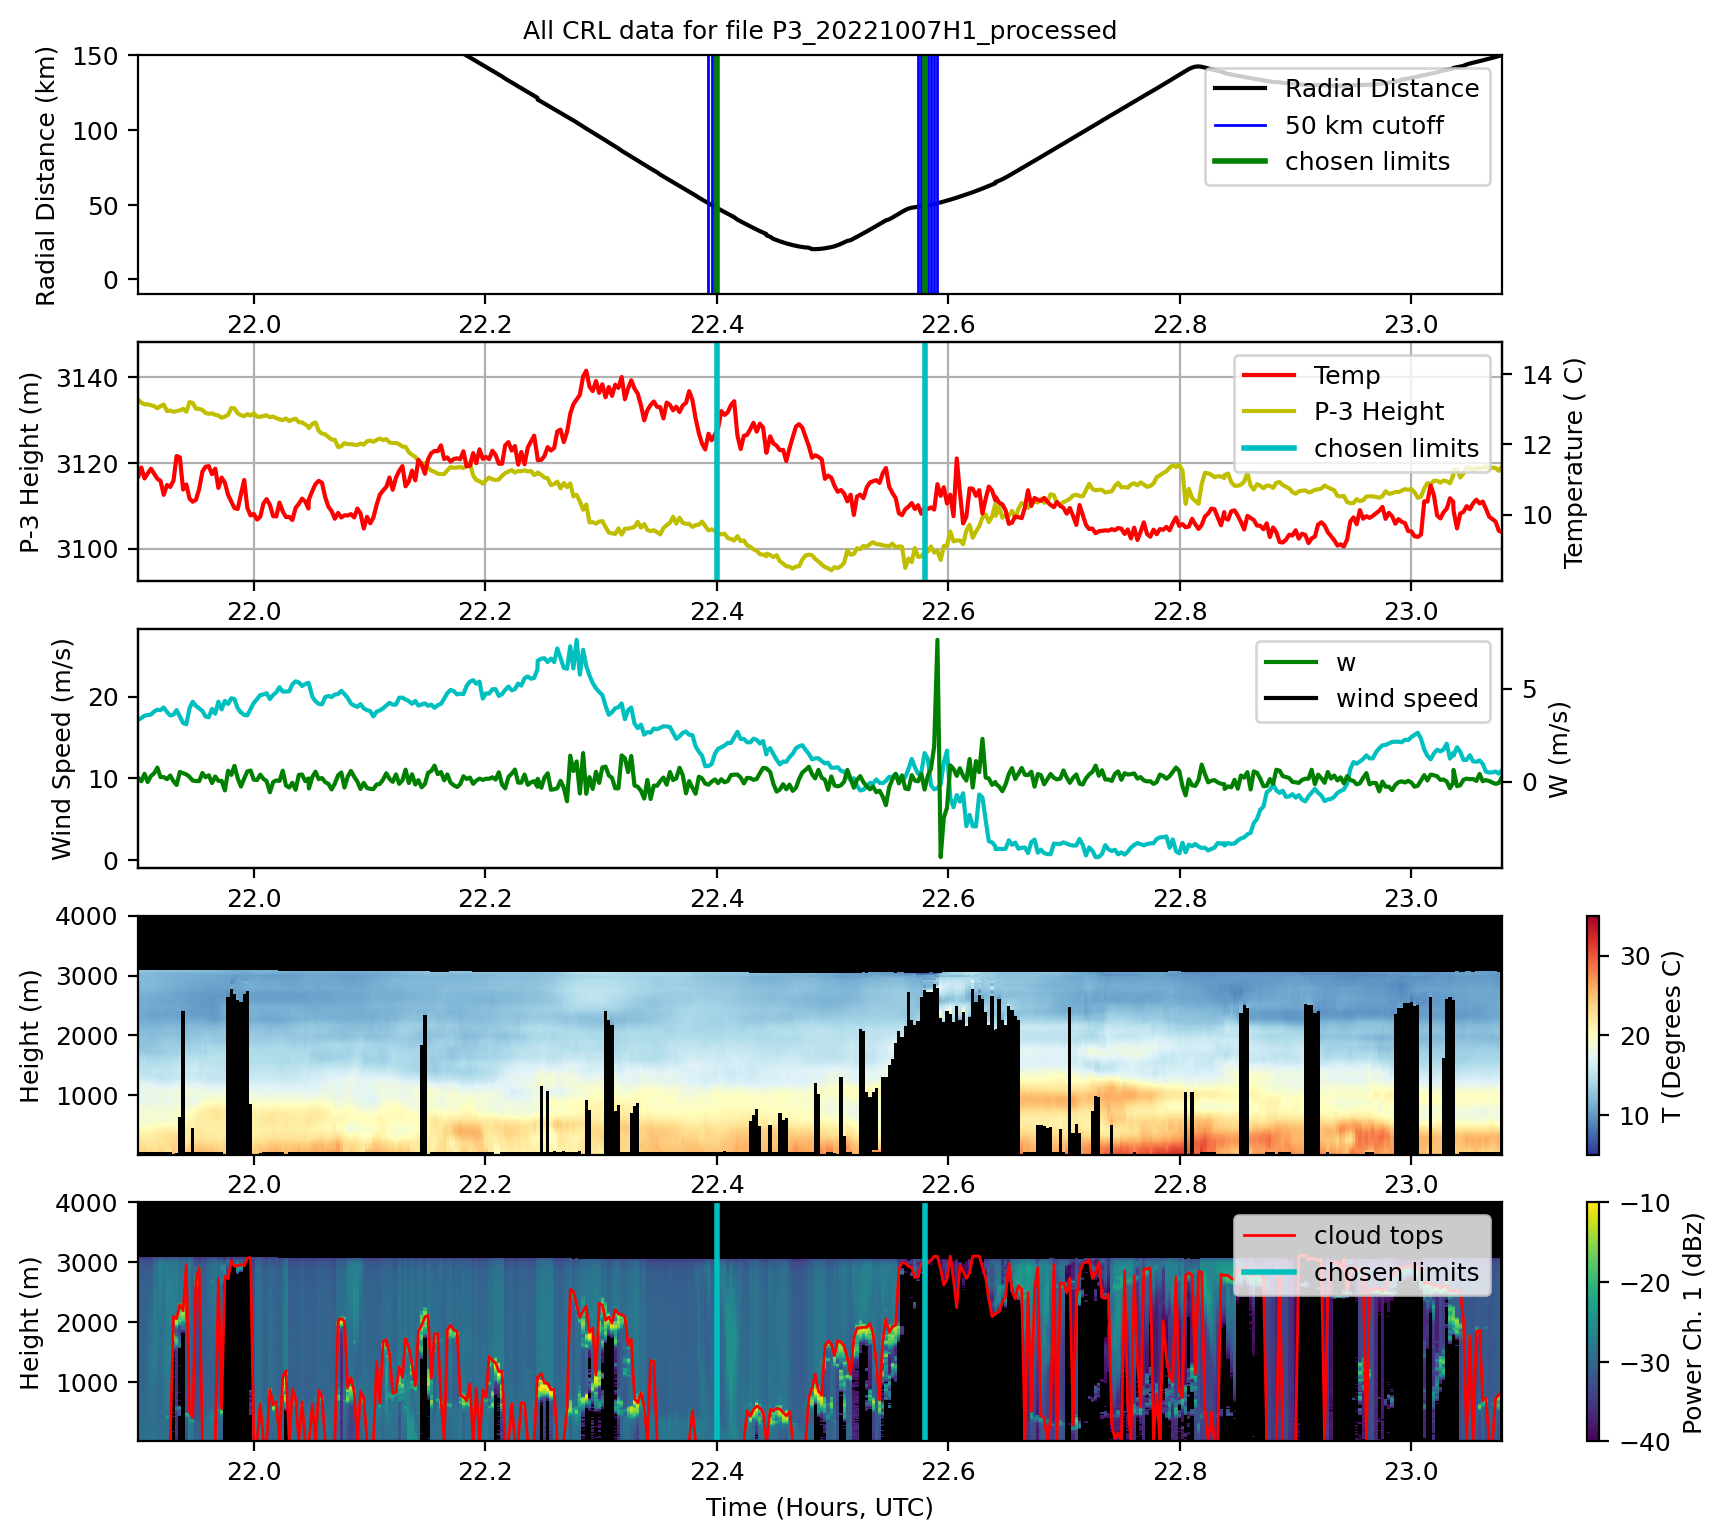 All CRL data for file P3_20221007H1_processed
Radial Distance (km)
150
100
50
0
Radial Distance
50 km cutoff
chosen limits
22.0 22.2 22.4 22.6 22.8 23.0
P-3 Height (m)
3140
3120
3100
Temp
P-3 Height
chosen limits
14
12
10
Temperature ( C)
22.0 22.2 22.4 22.6 22.8 23.0
Wind Speed (m/s)
20
10
0
w
wind speed
5
0
W (m/s)
22.0 22.2 22.4 22.6 22.8 23.0
Height (m)
4000
3000
2000
1000
30
20
10
T (Degrees C)
22.0 22.2 22.4 22.6 22.8 23.0
Height (m)
4000
3000
2000
1000
cloud tops
chosen limits
−10
−20
−30
−40
Power Ch. 1 (dBz)
22.0 22.2 22.4 22.6 22.8 23.0
Time (Hours, UTC)